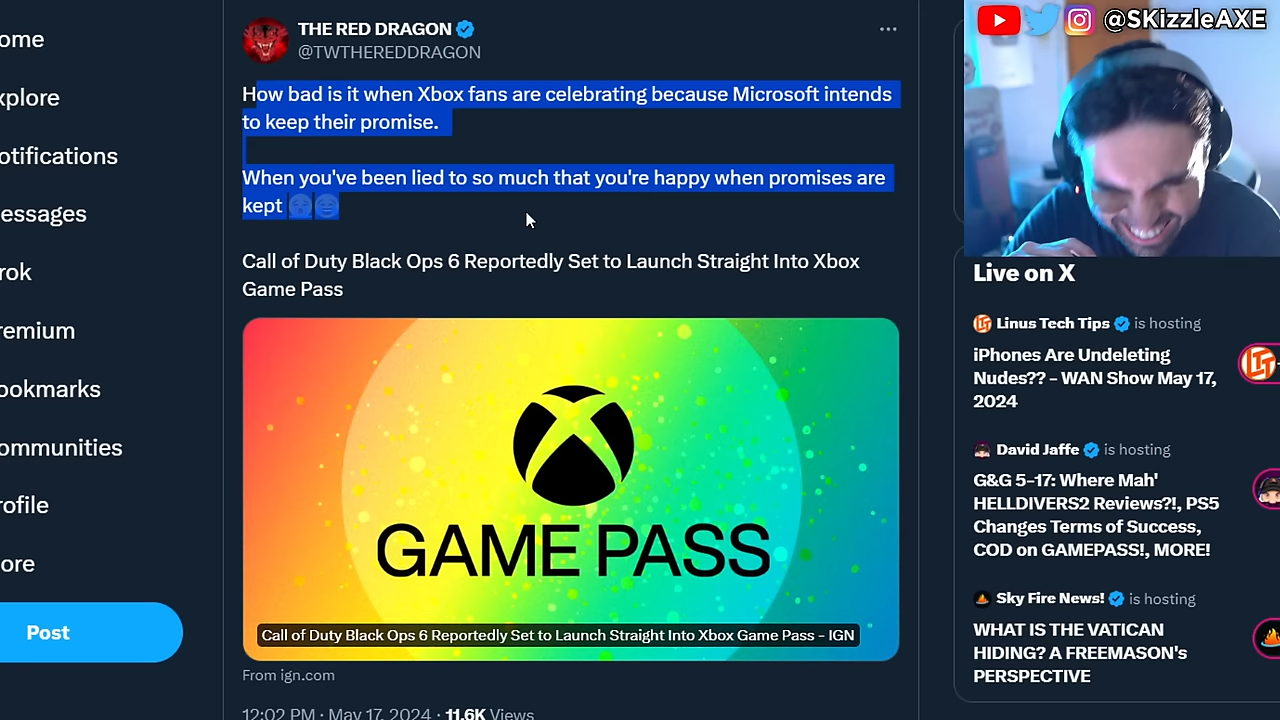 ome
xplore
otifications
essages
rok
remium
ookmarks
ommunities
rofile
ore
Post
THE RED DRAGON
@TWTHEREDDRAGON
How bad is it when Xbox fans are celebrating because Microsoft intends
to keep their promise.
When you've been lied to so much that you're happy when promises are
kept
Call of Duty Black Ops 6 Reportedly Set to Launch Straight Into Xbox
Game Pass
GAME PASS
Call of Duty Black Ops 6 Reportedly Set to Launch Straight Into Xbox Game Pass - IGN
From ign.com
12:02 PM · May 17, 2024 · 11.6K Views
@SKizzleAXE
Live on X
Linus Tech Tips is hosting
iPhones Are Undeleting
Nudes?? - WAN Show May 17,
2024
David Jaffe is hosting
G&G 5-17: Where Mah'
HELLDIVERS2 Reviews?!, PS5
Changes Terms of Success,
COD on GAMEPASS!, MORE!
Sky Fire News! is hosting
WHAT IS THE VATICAN
HIDING? A FREEMASON's
PERSPECTIVE